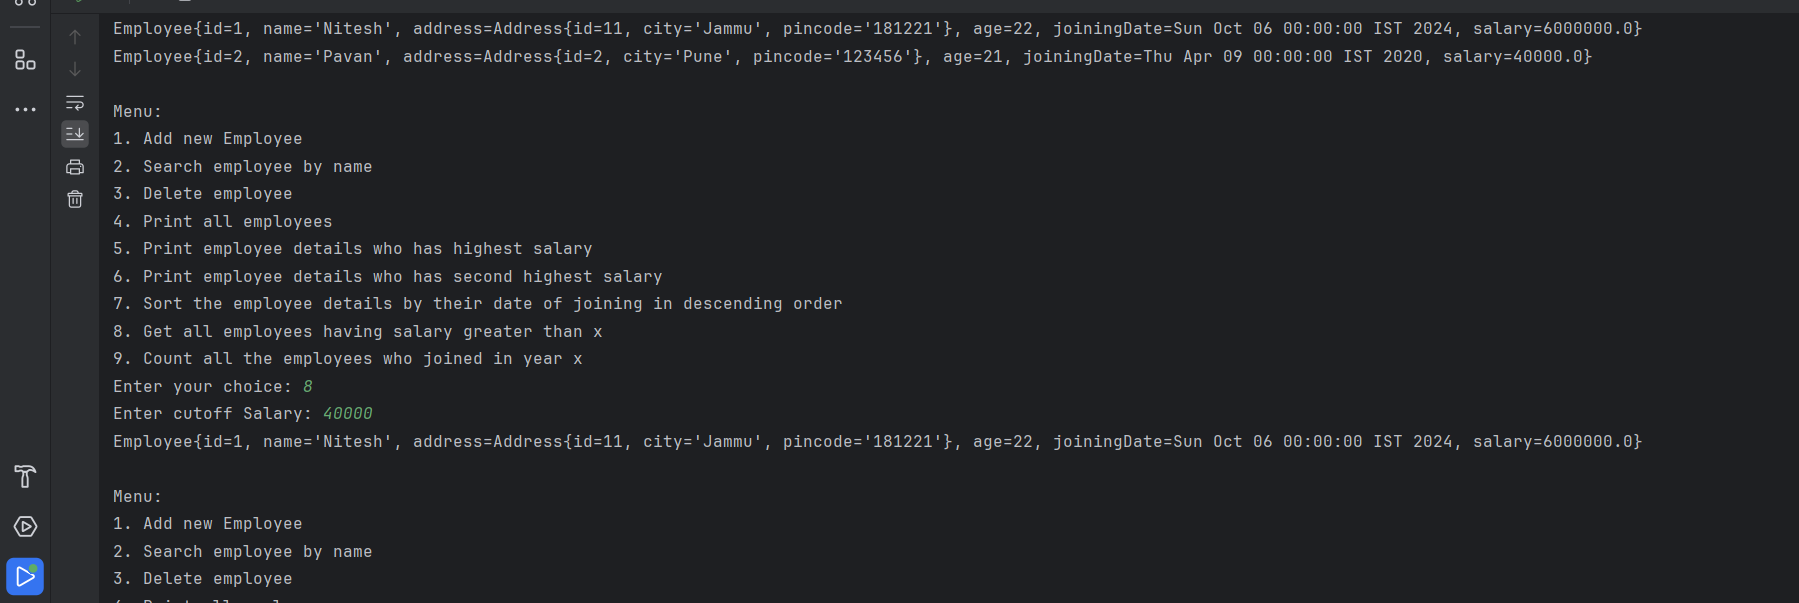 Employee{id=1, name='Nitesh', address=Address{id=11, city='Jammu', pincode='181221'}, age=22, joiningDate=Sun Oct 06 00:00:00 IST 2024, salary=6000000.0}
Employee{id=2, name='Pavan', address=Address{id=2, city='Pune', pincode='123456'}, age=21, joiningDate=Thu Apr 09 00:00:00 IST 2020, salary=40000.0}
Menu:
1. Add new Employee
2. Search employee by name
3. Delete employee
4. Print all employees
5. Print employee details who has highest salary
6. Print employee details who has second highest salary
7. Sort the employee details by their date of joining in descending order
8. Get all employees having salary greater than x
9. Count all the employees who joined in year x
Enter your choice: 8
Enter cutoff Salary: 40000
Employee{id=1, name='Nitesh', address=Address{id=11, city='Jammu', pincode='181221'}, age=22, joiningDate=Sun Oct 06 00:00:00 IST 2024, salary=6000000.0}
Menu:
1. Add new Employee
2. Search employee by name
3. Delete employee